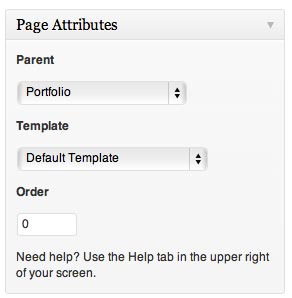 Page Attributes
Parent
Portfolio
Template
Default Template
Order
0
Need help? Use the Help tab in the upper right
of your screen.